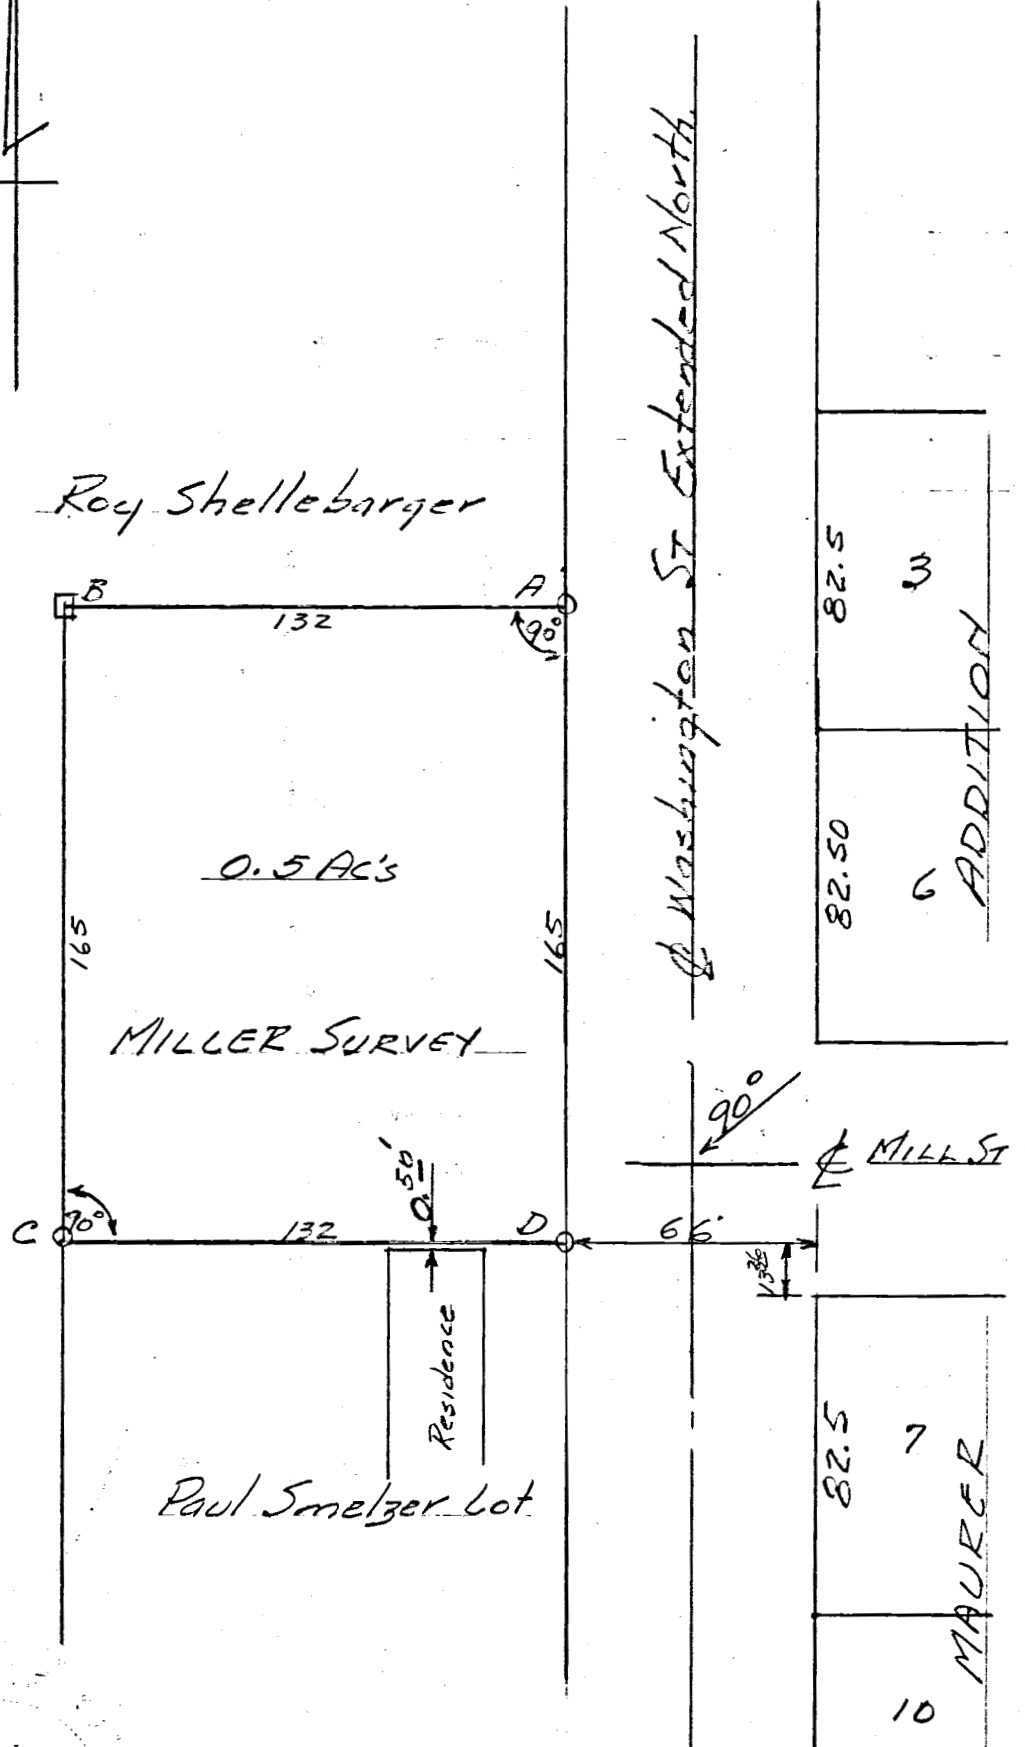 ℄ Washington St Extended North
Roy Shellebarger
B
A
132
90°
82.5
3
ADDITION
0.5 Ac's
165
165
82.50
6
MILLER SURVEY
90°
℄ MILL ST
0.50'
C
90°
132
D
66'
Residence
82.5
7
MAURER
Paul Smelzer Lot
10